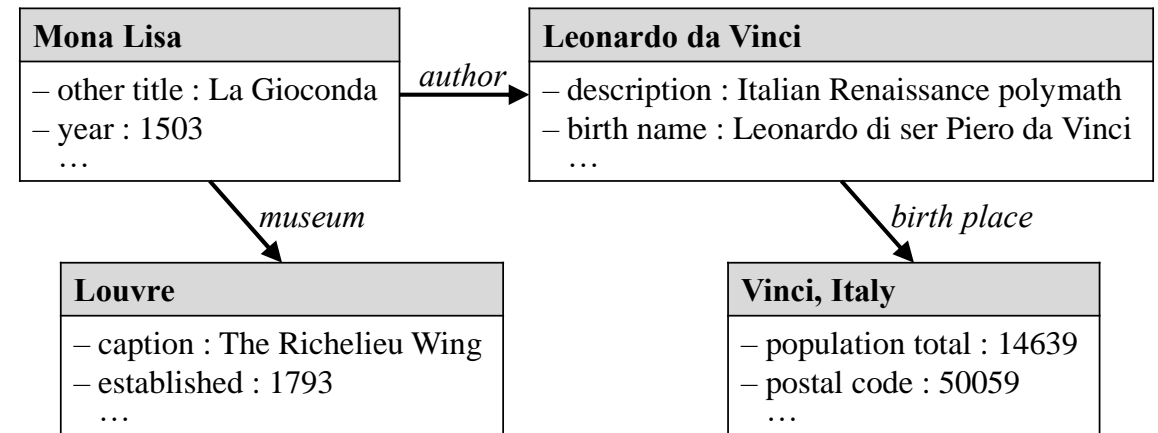 Mona Lisa
– other title : La Gioconda
– year : 1503
…
author
Leonardo da Vinci
– description : Italian Renaissance polymath
– birth name : Leonardo di ser Piero da Vinci
…
museum
birth place
Louvre
– caption : The Richelieu Wing
– established : 1793
…
Vinci, Italy
– population total : 14639
– postal code : 50059
…